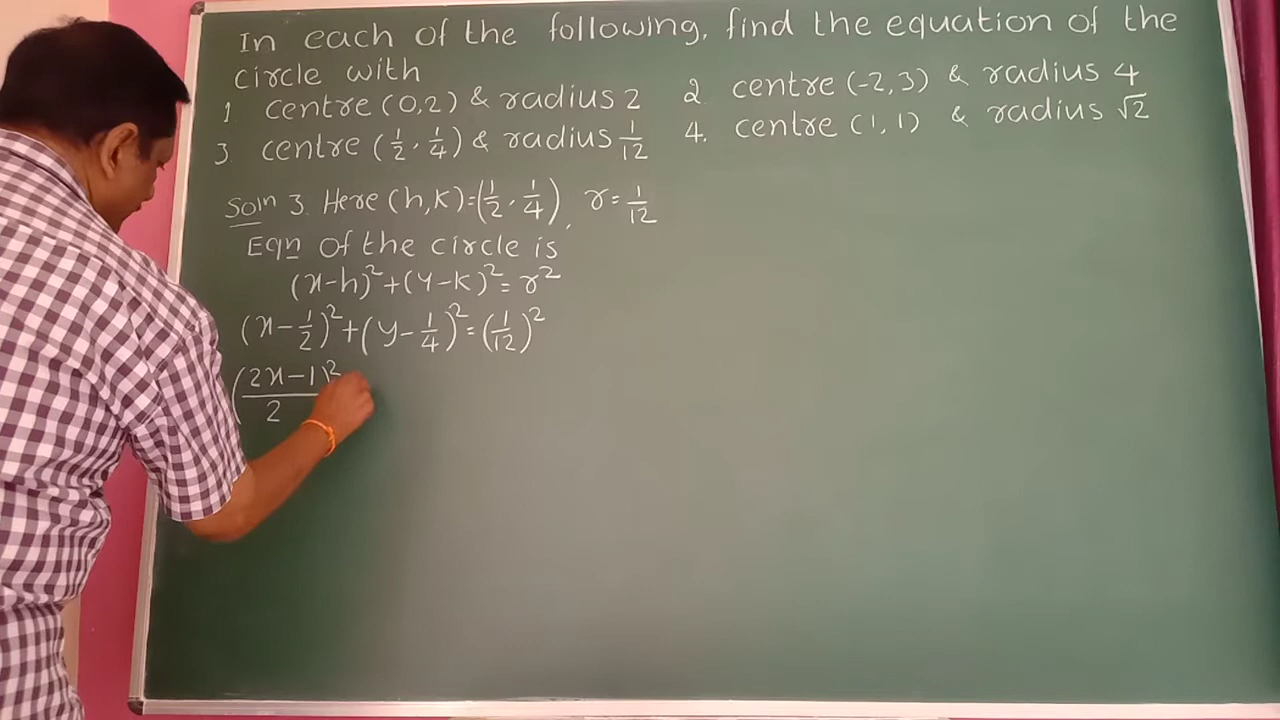 In each of the following, find the equation of the
circle with
1 centre (0,2) & radius 2 2 centre (-2,3) & radius 4
3 centre (1/2, 1/4) & radius 1/12 4. centre (1,1) & radius √2
Soln 3. Here (h,k)=(1/2, 1/4), r=1/12
Eqn of the circle is
(x-h)²+(y-k)²=r²
(x-1/2)²+(y-1/4)²=(1/12)²
((2x-1)/2)²